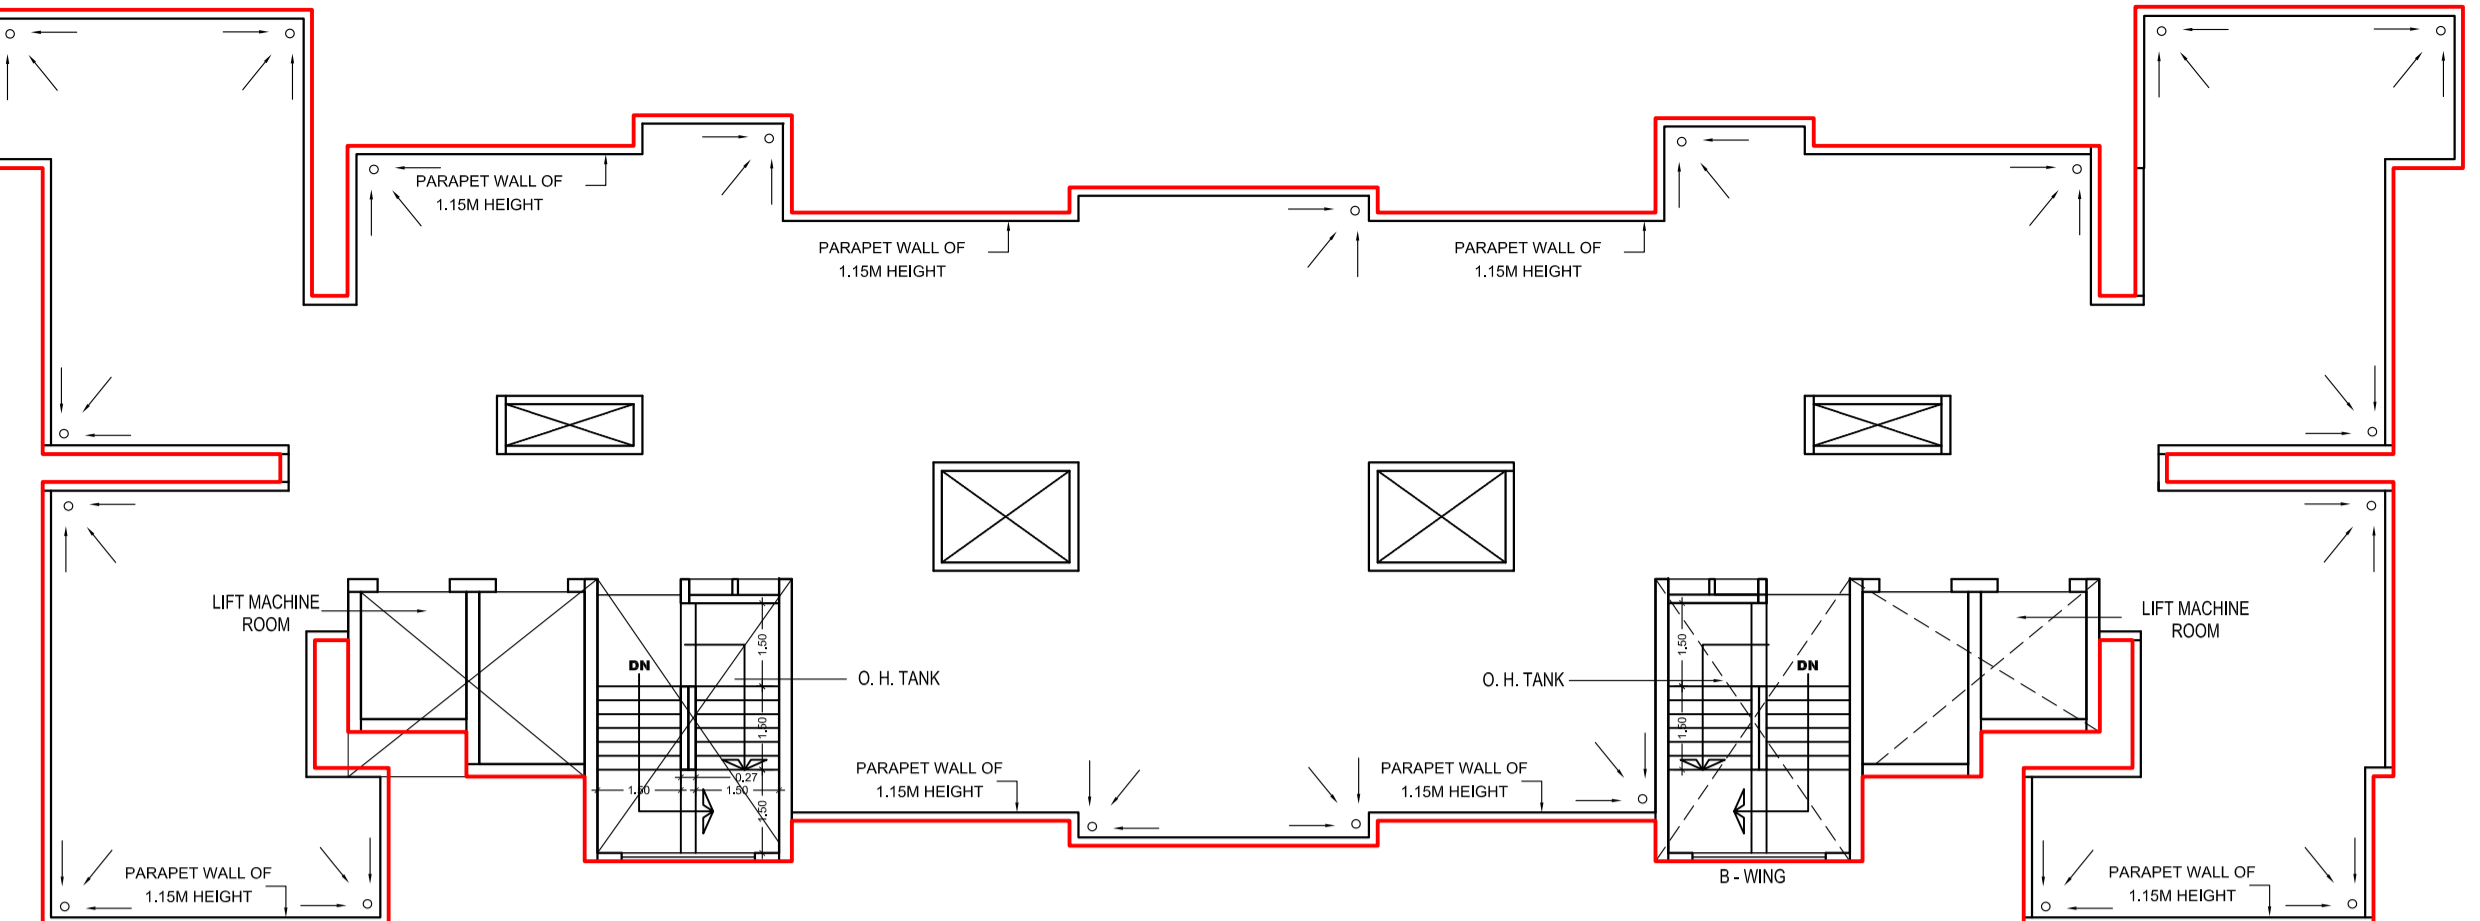 PARAPET WALL OF
1.15M HEIGHT
PARAPET WALL OF
1.15M HEIGHT
PARAPET WALL OF
1.15M HEIGHT
LIFT MACHINE
ROOM
DN
1.50
O. H. TANK
1.50
0.27
1.50
1.50
1.50
O. H. TANK
1.50
DN
1.50
LIFT MACHINE
ROOM
PARAPET WALL OF
1.15M HEIGHT
PARAPET WALL OF
1.15M HEIGHT
PARAPET WALL OF
1.15M HEIGHT
B - WING
PARAPET WALL OF
1.15M HEIGHT